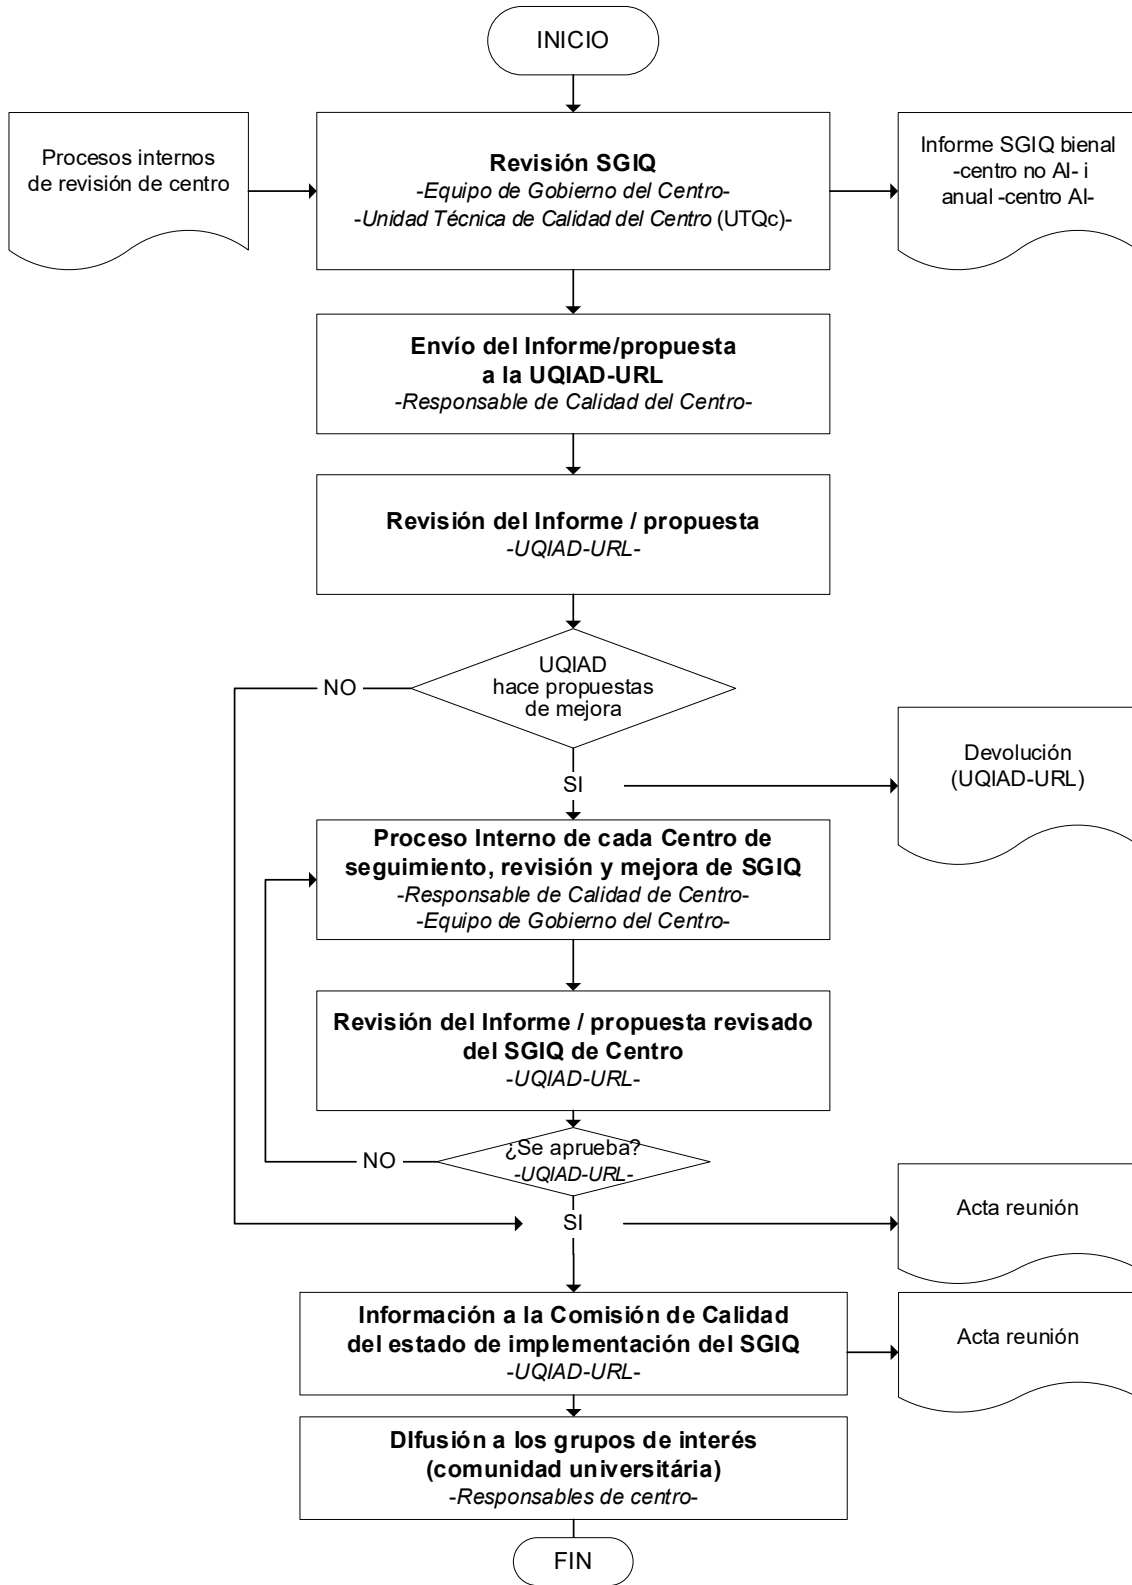 INICIO
Procesos internos
de revisión de centro
Revisión SGIQ
-Equipo de Gobierno del Centro-
-Unidad Técnica de Calidad del Centro (UTQc)-
Informe SGIQ bienal
-centro no AI- i
anual -centro AI-
Envío del Informe/propuesta
a la UQIAD-URL
-Responsable de Calidad del Centro-
Revisión del Informe / propuesta
-UQIAD-URL-
UQIAD
hace propuestas
de mejora
NO
SI
Devolución
(UQIAD-URL)
Proceso Interno de cada Centro de
seguimiento, revisión y mejora de SGIQ
-Responsable de Calidad de Centro-
-Equipo de Gobierno del Centro-
Revisión del Informe / propuesta revisado
del SGIQ de Centro
-UQIAD-URL-
¿Se aprueba?
-UQIAD-URL-
NO
SI
Acta reunión
Información a la Comisión de Calidad
del estado de implementación del SGIQ
-UQIAD-URL-
Acta reunión
DIfusión a los grupos de interés
(comunidad universitária)
-Responsables de centro-
FIN